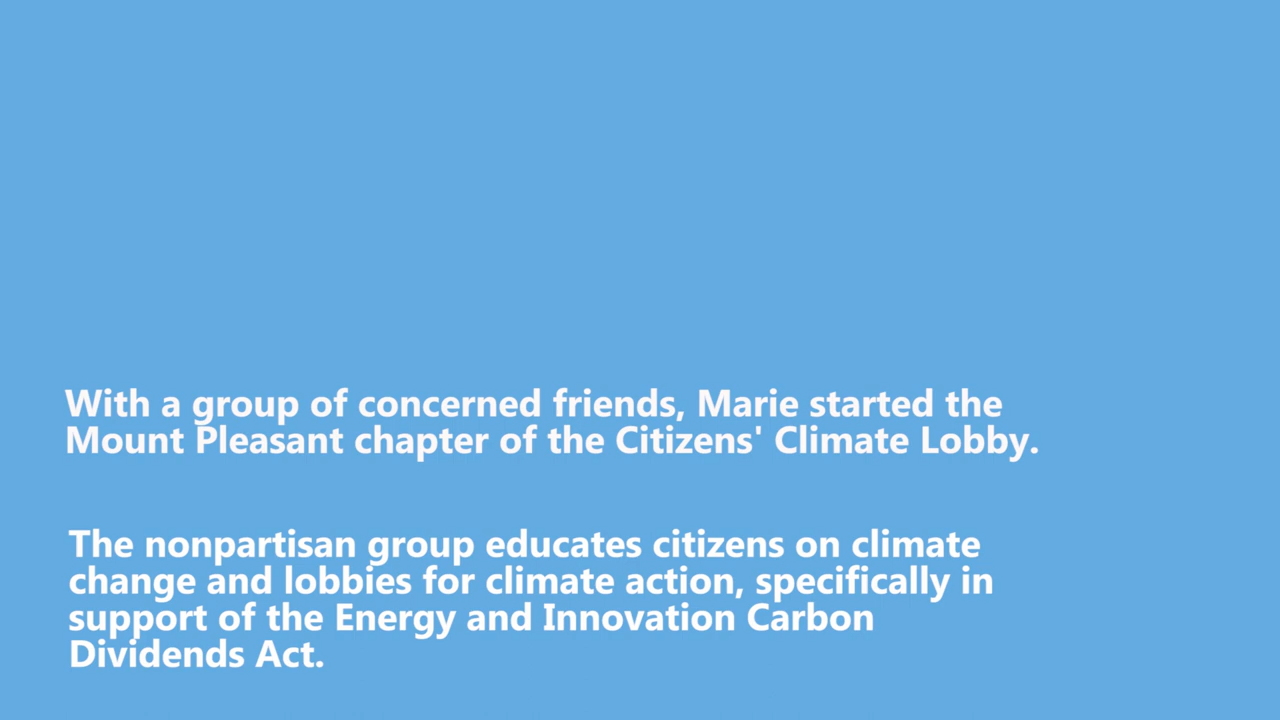 With a group of concerned friends, Marie started the
Mount Pleasant chapter of the Citizens' Climate Lobby.
The nonpartisan group educates citizens on climate
change and lobbies for climate action, specifically in
support of the Energy and Innovation Carbon
Dividends Act.